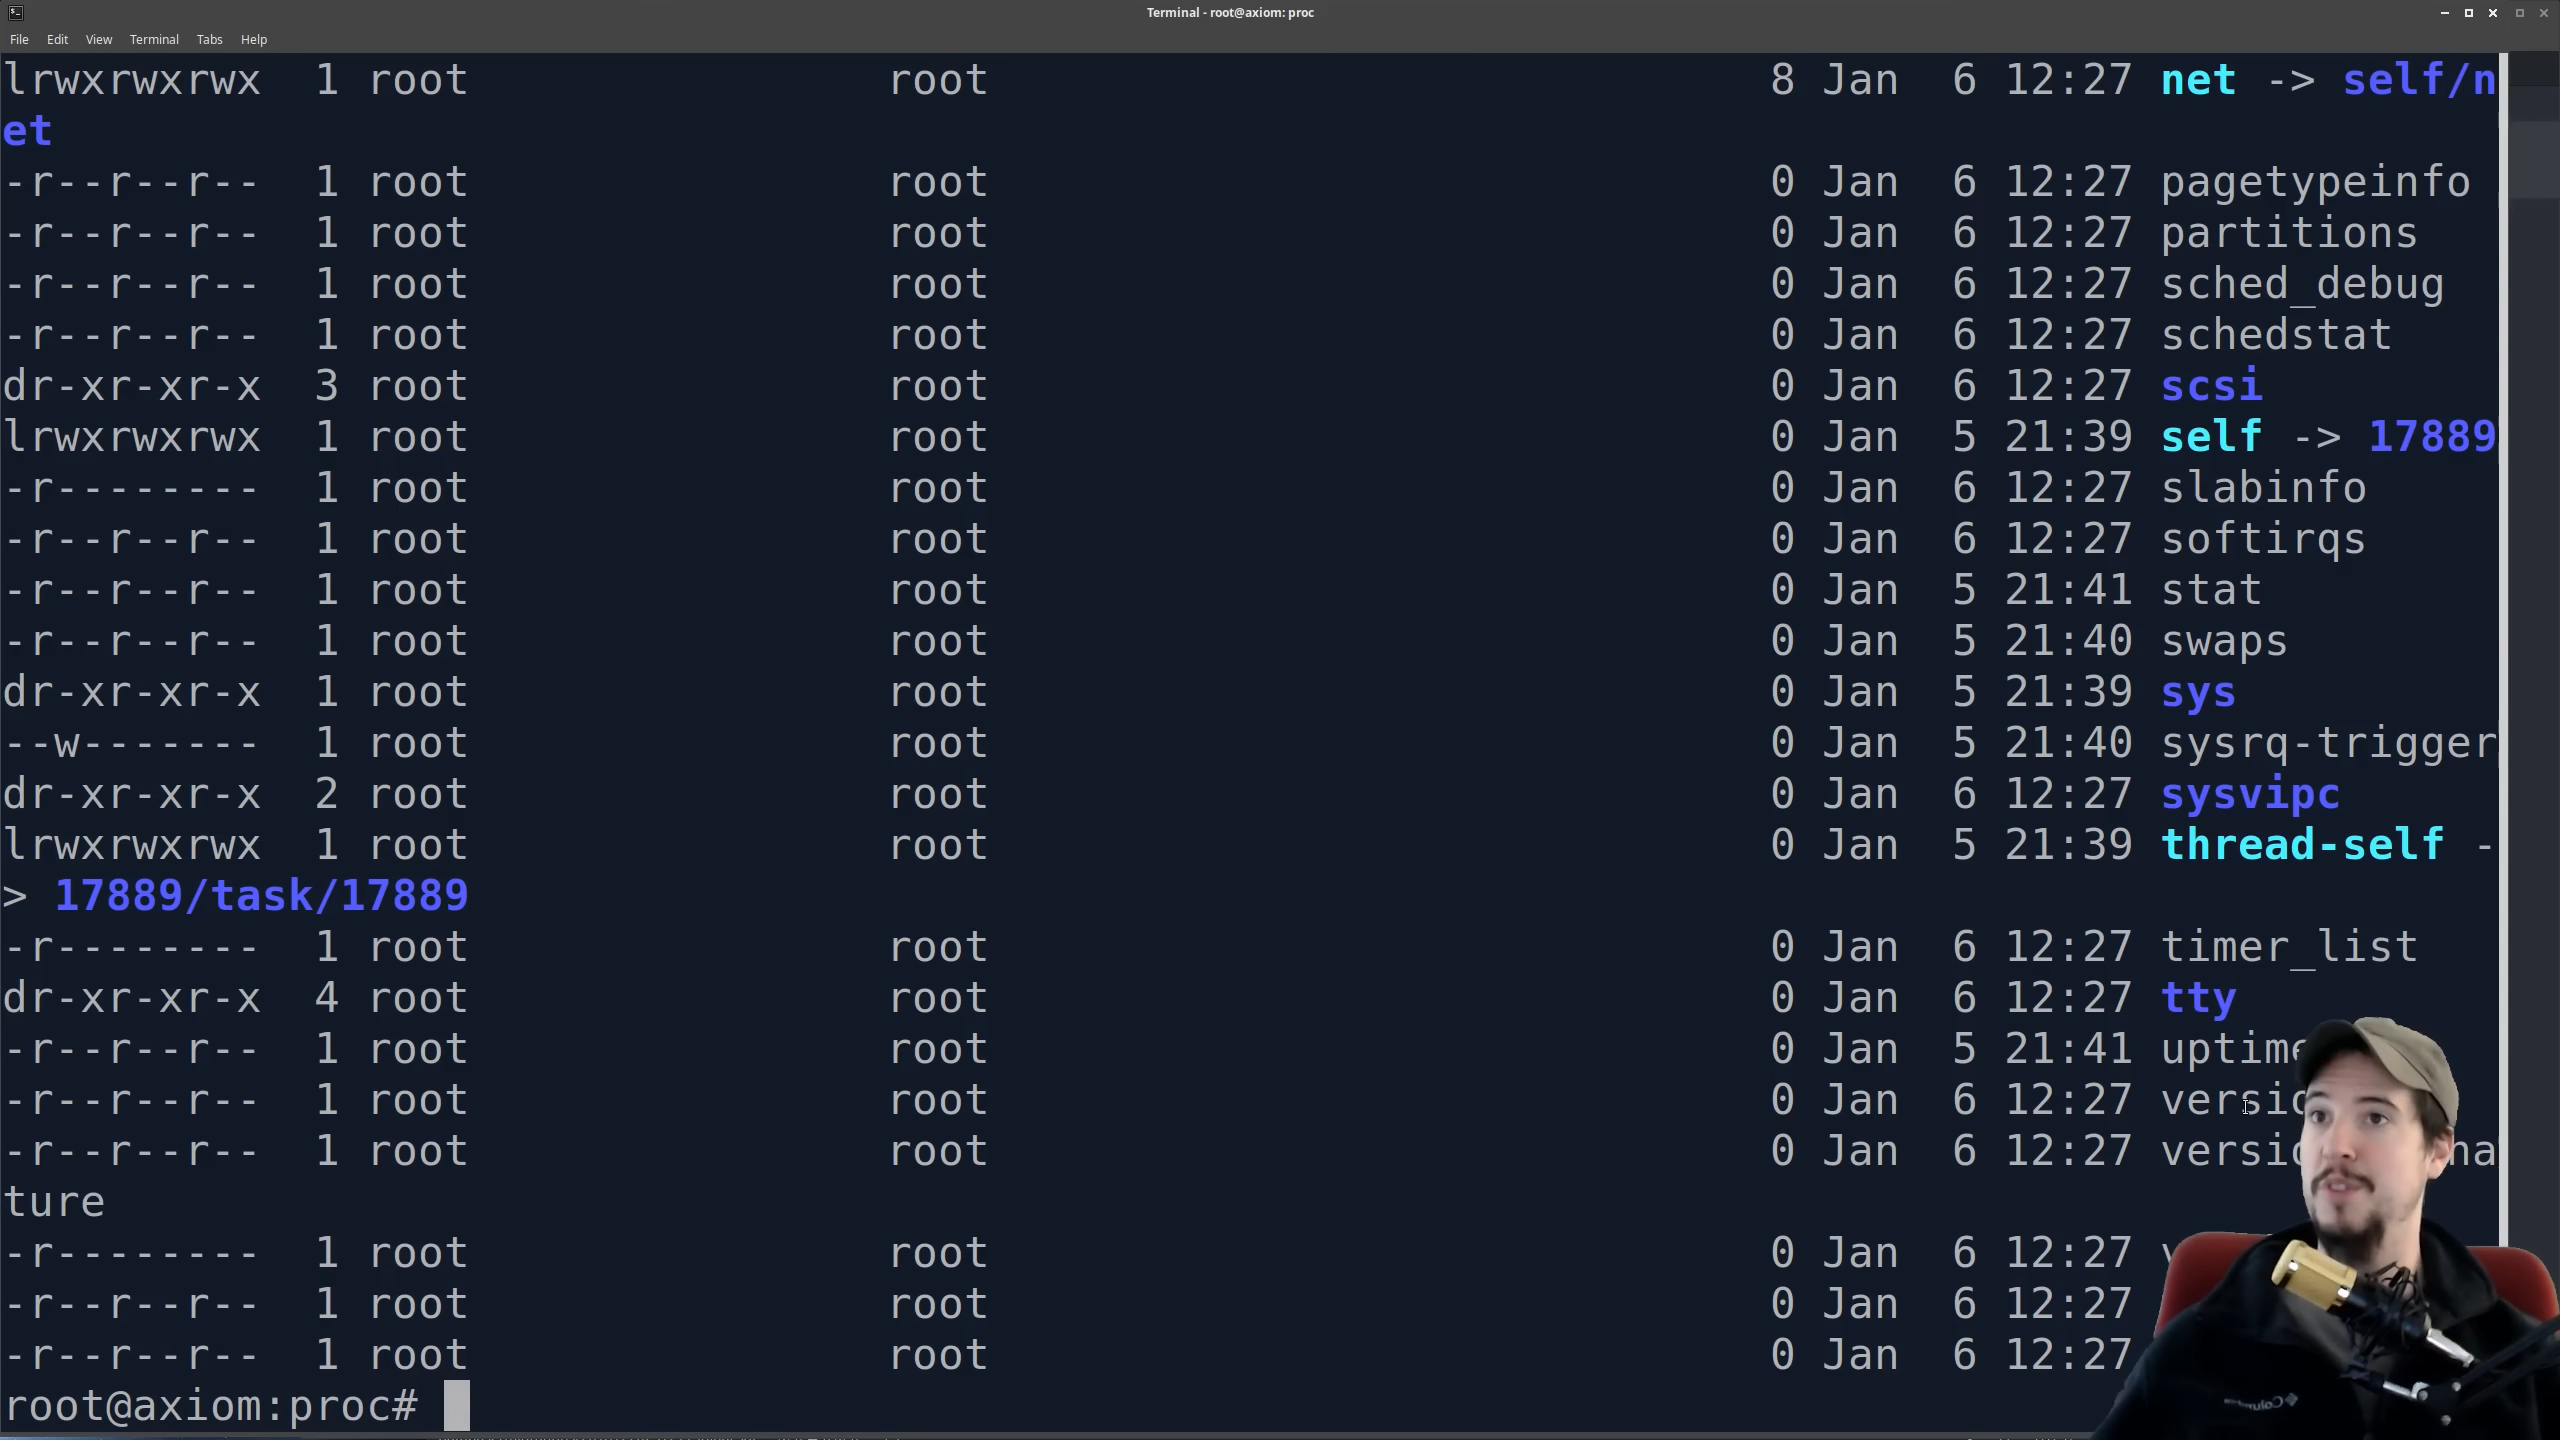 Terminal - root@axiom: proc
File Edit View Terminal Tabs Help
lrwxrwxrwx 1 root root 8 Jan 6 12:27 net -> self/n
et
-r--r--r-- 1 root root 0 Jan 6 12:27 pagetypeinfo
-r--r--r-- 1 root root 0 Jan 6 12:27 partitions
-r--r--r-- 1 root root 0 Jan 6 12:27 sched_debug
-r--r--r-- 1 root root 0 Jan 6 12:27 schedstat
dr-xr-xr-x 3 root root 0 Jan 6 12:27 scsi
lrwxrwxrwx 1 root root 0 Jan 5 21:39 self -> 17889
-r-------- 1 root root 0 Jan 6 12:27 slabinfo
-r--r--r-- 1 root root 0 Jan 6 12:27 softirqs
-r--r--r-- 1 root root 0 Jan 5 21:41 stat
-r--r--r-- 1 root root 0 Jan 5 21:40 swaps
dr-xr-xr-x 1 root root 0 Jan 5 21:39 sys
--w------- 1 root root 0 Jan 5 21:40 sysrq-trigger
dr-xr-xr-x 2 root root 0 Jan 6 12:27 sysvipc
lrwxrwxrwx 1 root root 0 Jan 5 21:39 thread-self -
> 17889/task/17889
-r-------- 1 root root 0 Jan 6 12:27 timer_list
dr-xr-xr-x 4 root root 0 Jan 6 12:27 tty
-r--r--r-- 1 root root 0 Jan 5 21:41 uptime
-r--r--r-- 1 root root 0 Jan 6 12:27
-r--r--r-- 1 root root 0 Jan 6 12:27
ture
-r-------- 1 root root 0 Jan 6 12:27
-r--r--r-- 1 root root 0 Jan 6 12:27
-r--r--r-- 1 root root 0 Jan 6 12:27
root@axiom:proc#
Columbia